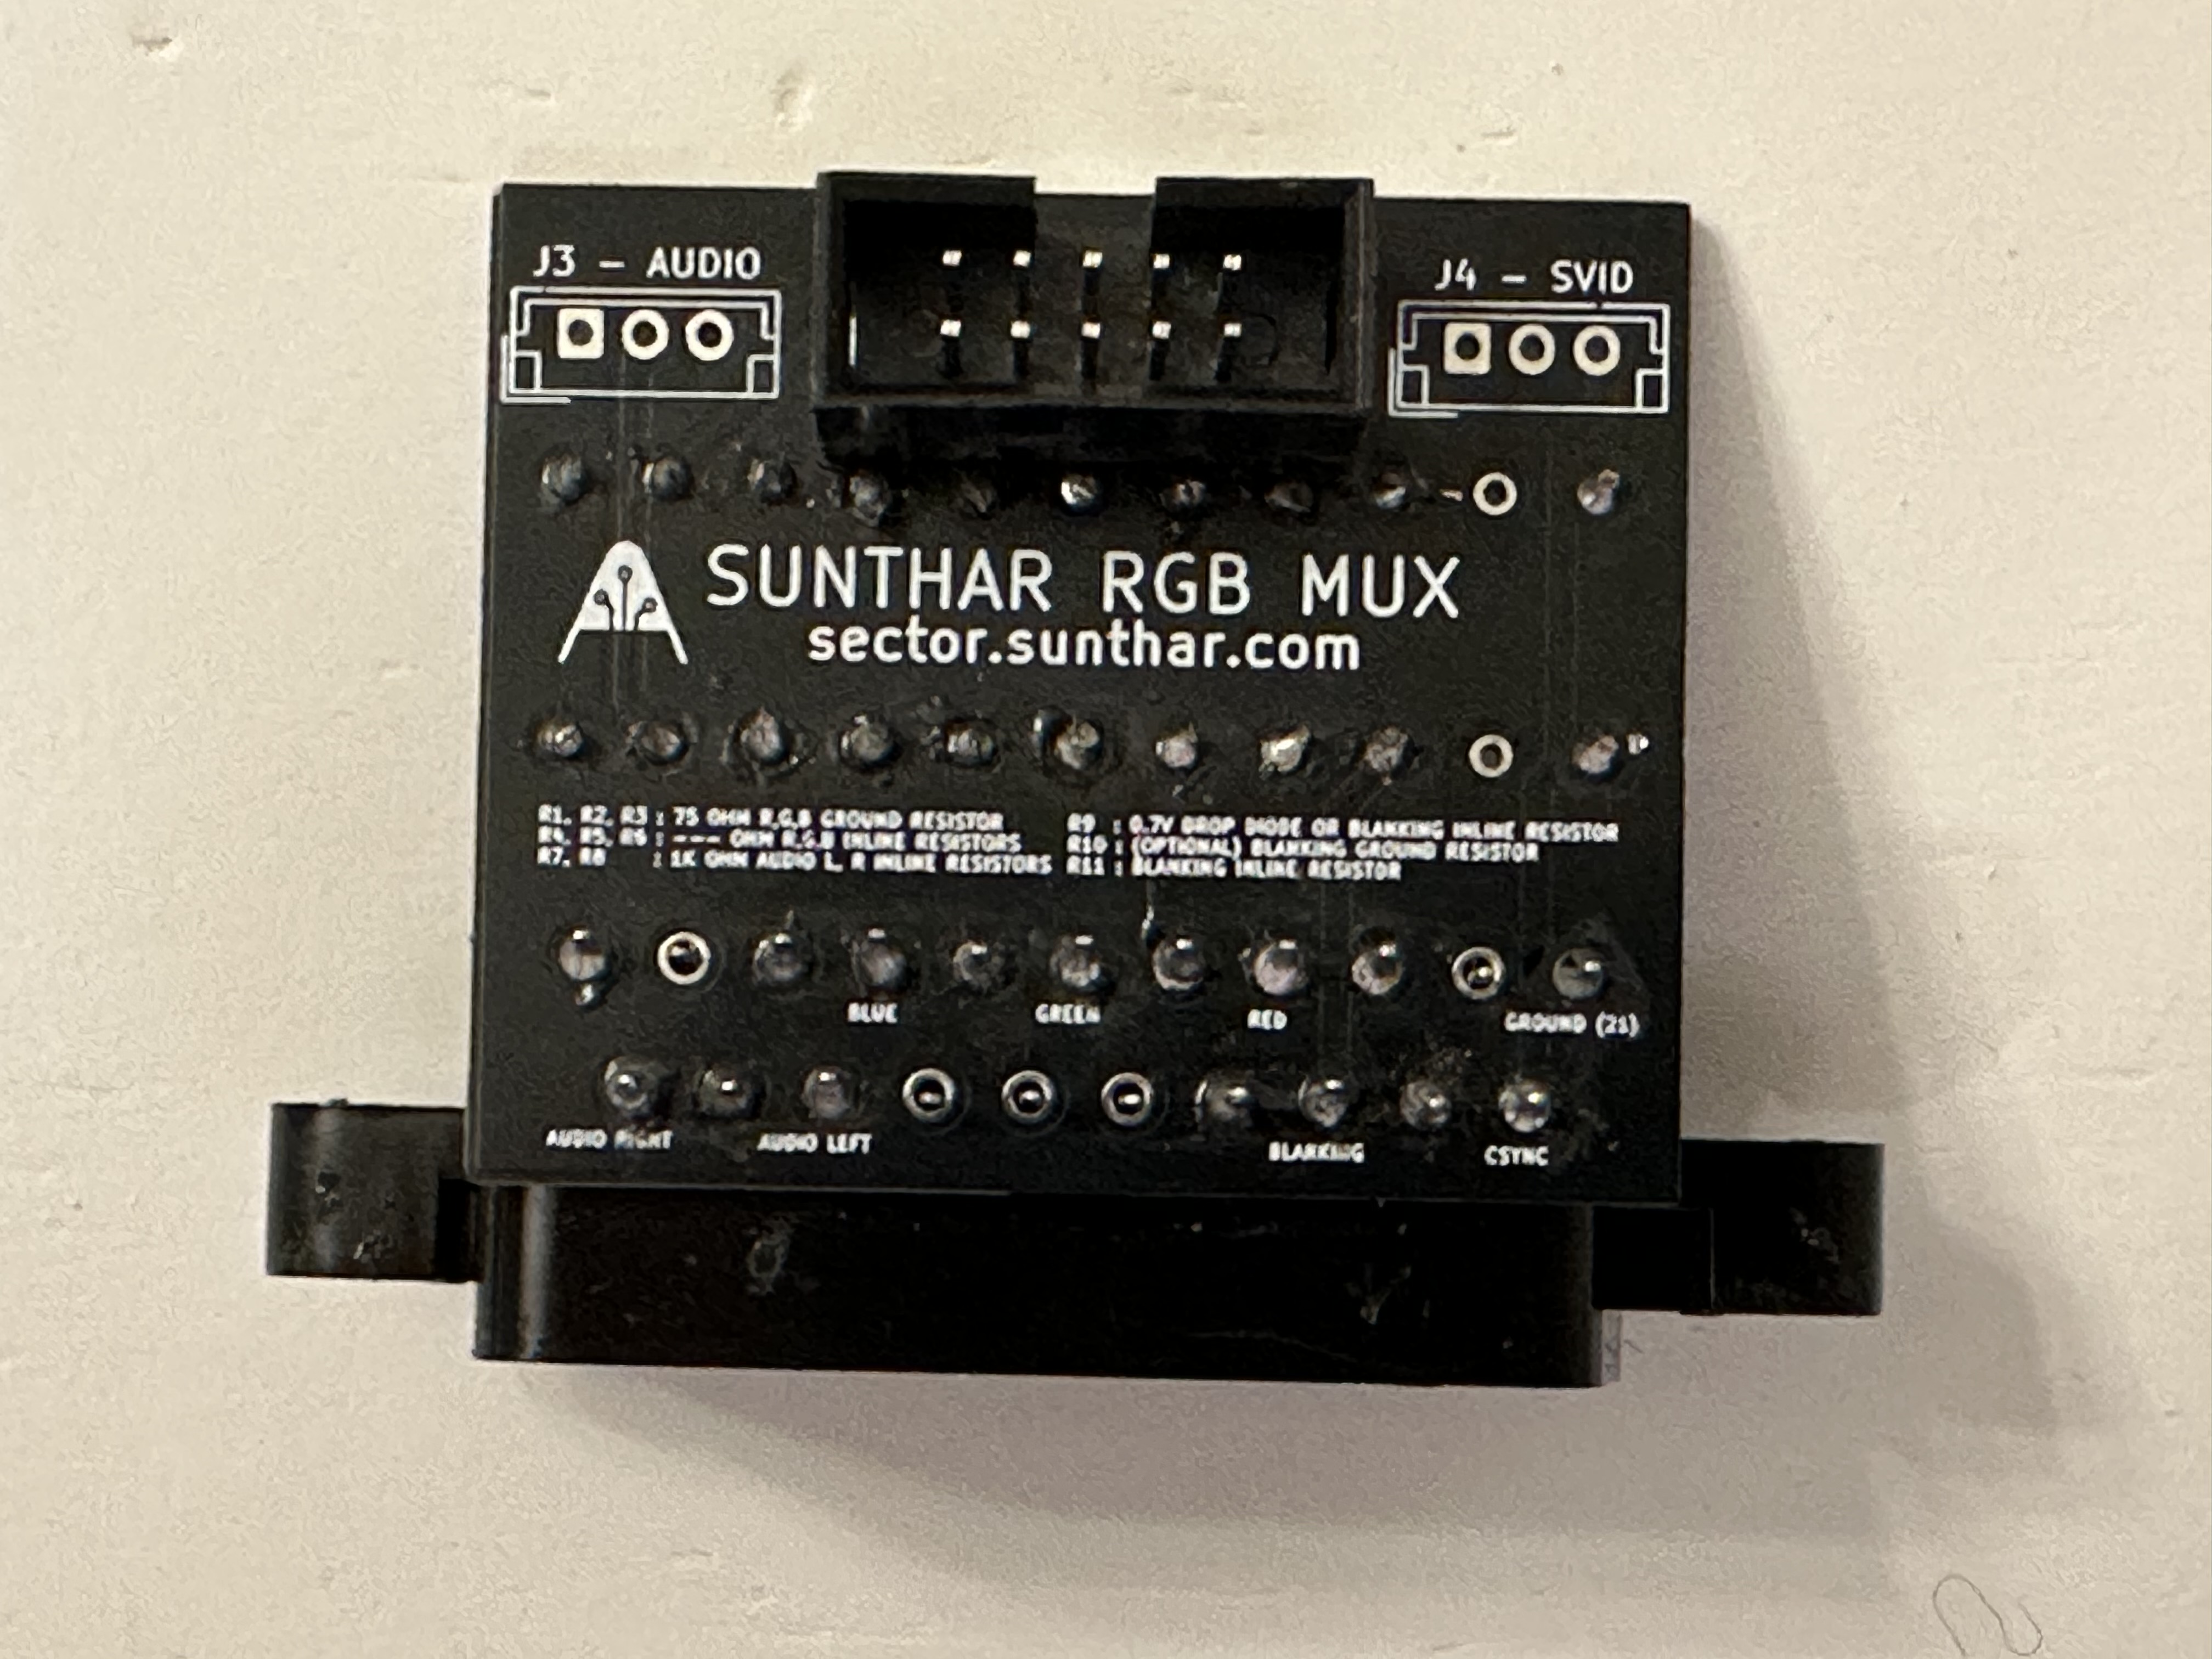 J3 – AUDIO
J4 – SVID
SUNTHAR RGB MUX
sector.sunthar.com
R1, R2, R3 : 75 OHM R,G,B GROUND RESISTOR
R4, R5, R6 : --- OHM R,G,B INLINE RESISTORS
R7, R8 : 1K OHM AUDIO L, R INLINE RESISTORS
R9 : 0.7V DROP DIODE OR BLANKING INLINE RESISTOR
R10 : (OPTIONAL) BLANKING GROUND RESISTOR
R11 : BLANKING INLINE RESISTOR
BLUE
GREEN
RED
GROUND (21)
AUDIO RIGHT
AUDIO LEFT
BLANKING
CSYNC